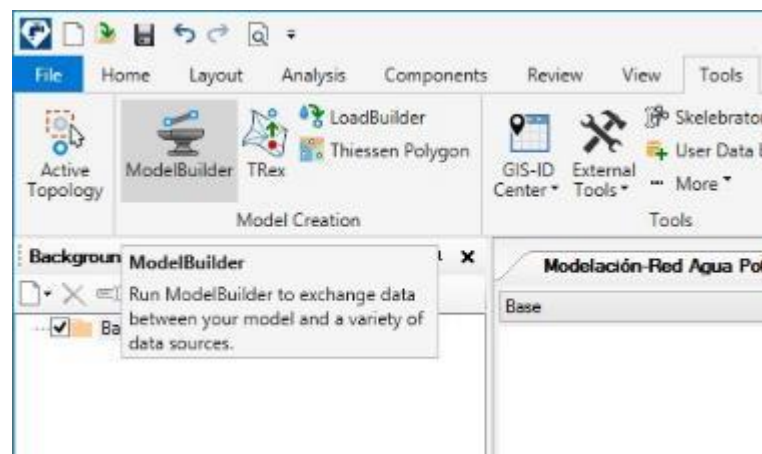 File Home Layout Analysis Components Review View Tools
Active Topology
ModelBuilder
TRex
LoadBuilder
Thiessen Polygon
Model Creation
GIS-ID Center
External Tools
Skelebrator
User Data
More
Tools
Backgroun
ModelBuilder
Run ModelBuilder to exchange data
between your model and a variety of
data sources.
Ba
Modelación-Red Agua Po
Base